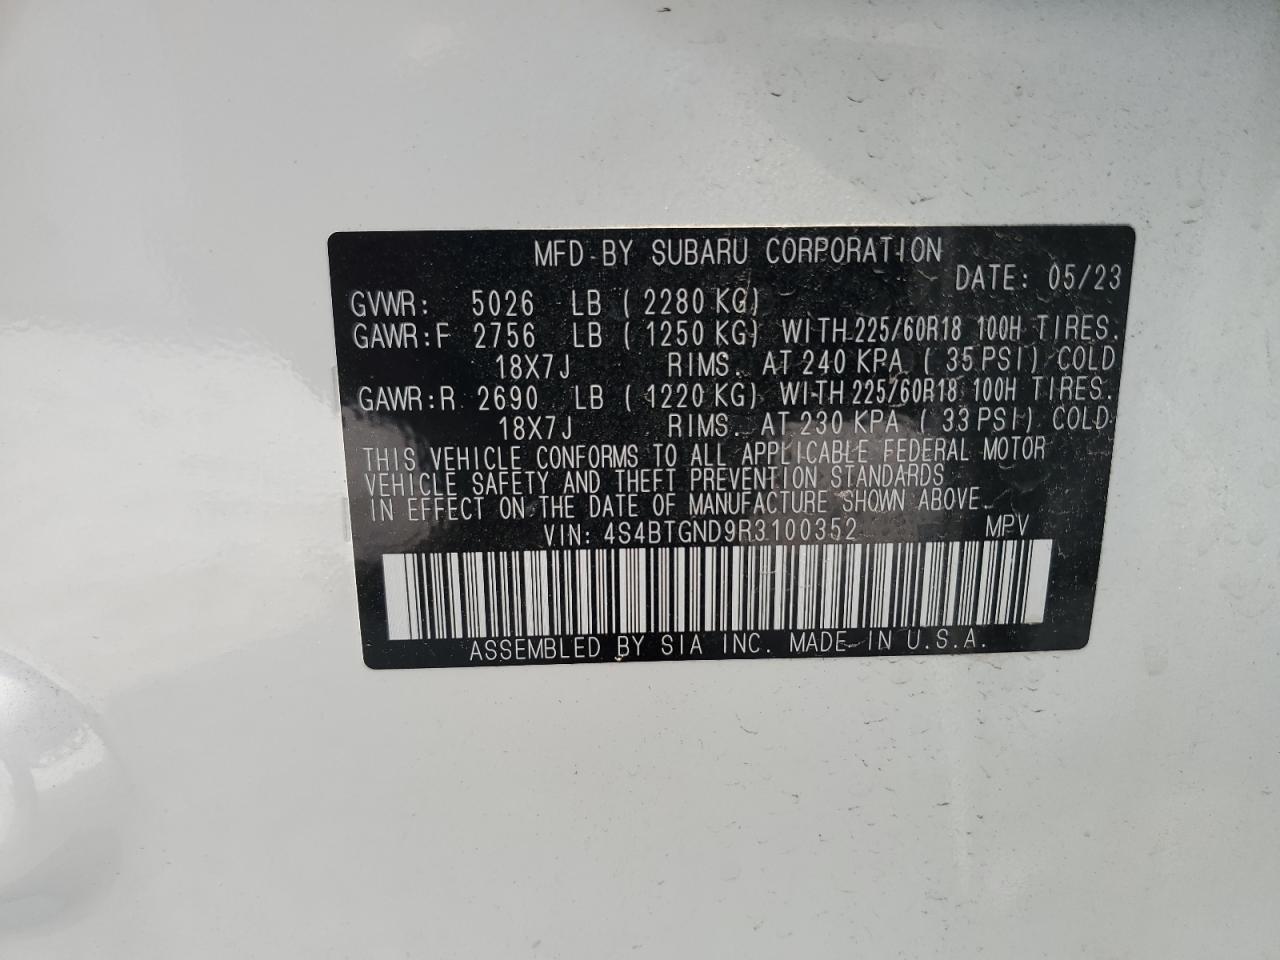 MFD BY SUBARU CORPORATION
DATE: 05/23
GVWR: 5026 LB ( 2280 KG)
GAWR:F 2756 LB ( 1250 KG) WITH 225/60R18 100H TIRES.
18X7J RIMS. AT 240 KPA ( 35 PSI) COLD
GAWR:R 2690 LB ( 1220 KG) WITH 225/60R18 100H TIRES.
18X7J RIMS. AT 230 KPA ( 33 PSI) COLD
THIS VEHICLE CONFORMS TO ALL APPLICABLE FEDERAL MOTOR
VEHICLE SAFETY AND THEFT PREVENTION STANDARDS
IN EFFECT ON THE DATE OF MANUFACTURE SHOWN ABOVE.
VIN: 4S4BTGND9R3100352 MPV
ASSEMBLED BY SIA INC. MADE IN U.S.A.